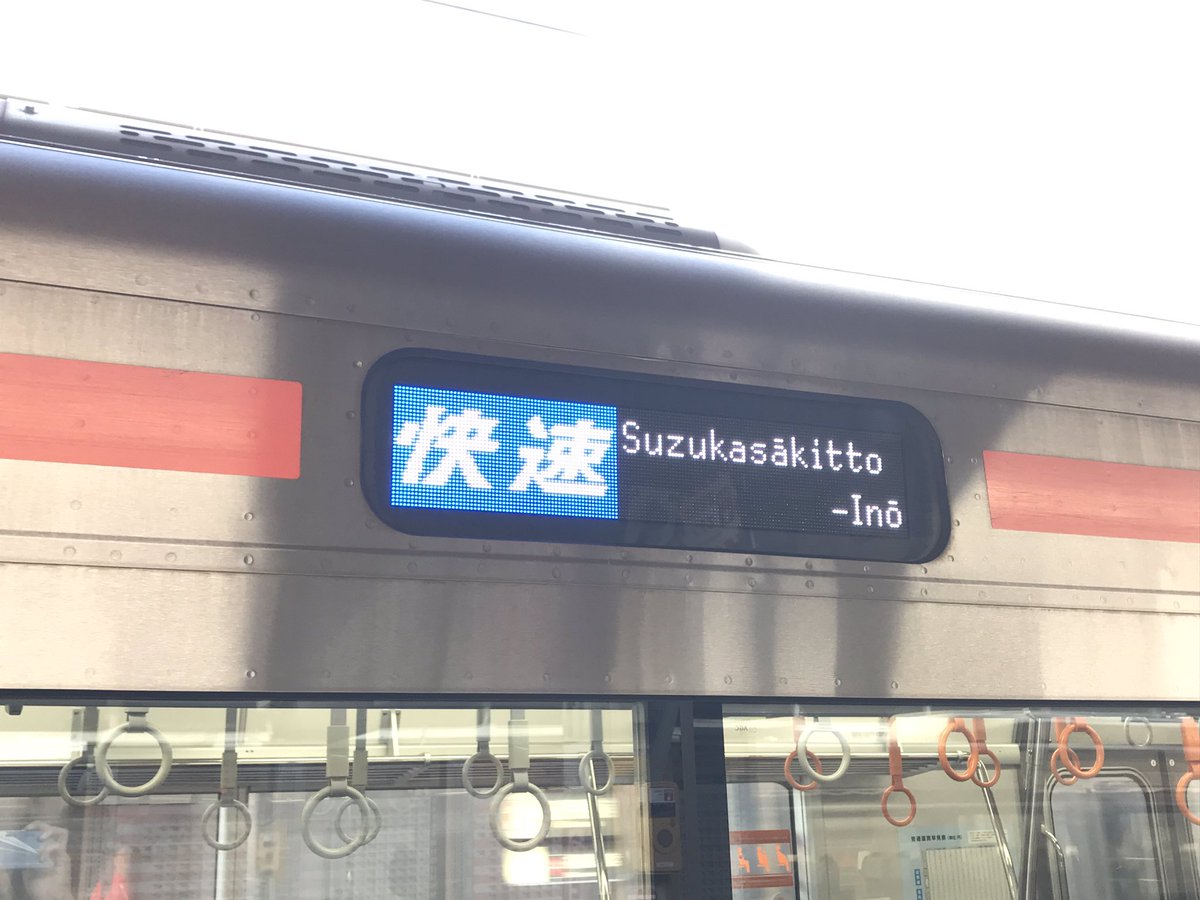 快速
Suzukasākitto
-Inō